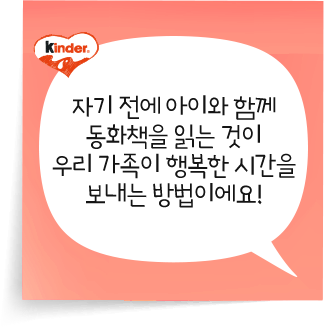 Kinder
자기 전에 아이와 함께
동화책을 읽는 것이
우리 가족이 행복한 시간을
보내는 방법이에요!